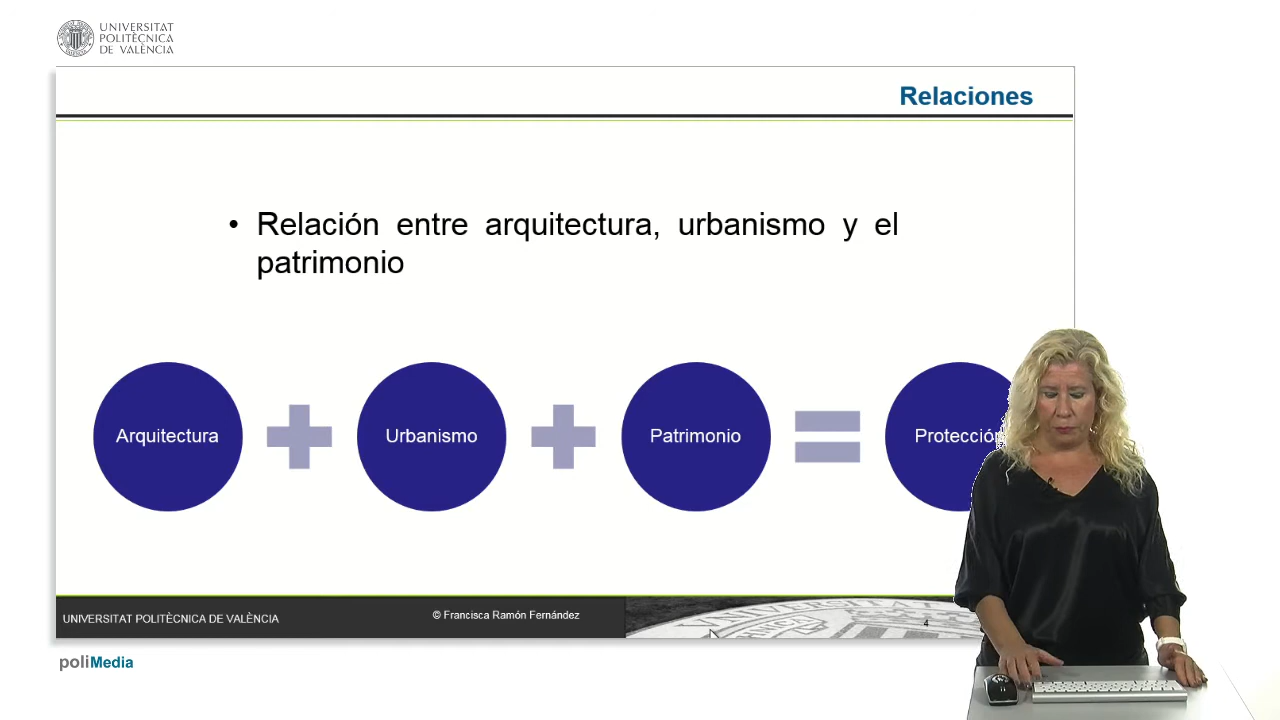 UNIVERSITAT
POLITÈCNICA
DE VALÈNCIA
Relaciones
• Relación entre arquitectura, urbanismo y el
patrimonio
Arquitectura
Urbanismo
Patrimonio
Protección
UNIVERSITAT POLITÈCNICA DE VALÈNCIA
© Francisca Ramón Fernández
4
poliMedia